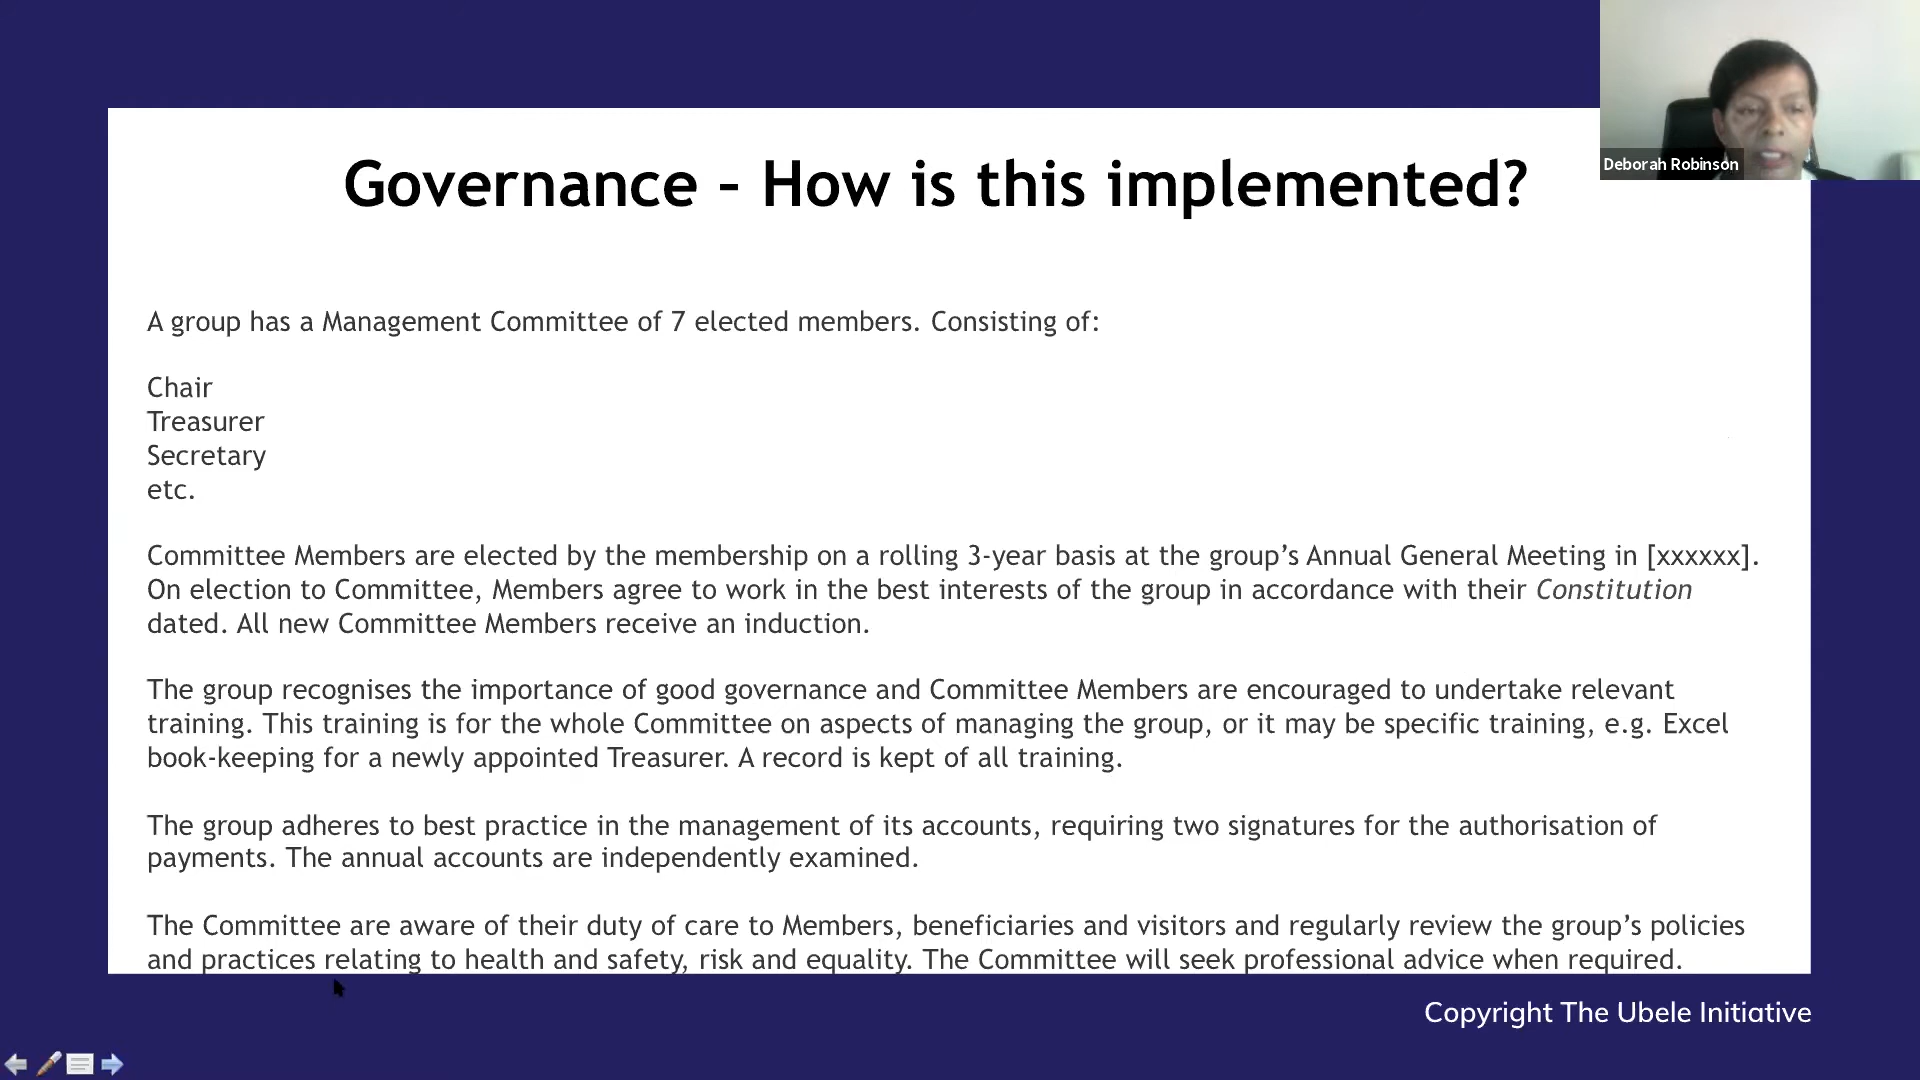 Deborah Robinson
Governance – How is this implemented?
A group has a Management Committee of 7 elected members. Consisting of:
Chair
Treasurer
Secretary
etc.
Committee Members are elected by the membership on a rolling 3-year basis at the group’s Annual General Meeting in [xxxxxx].
On election to Committee, Members agree to work in the best interests of the group in accordance with their Constitution
dated. All new Committee Members receive an induction.
The group recognises the importance of good governance and Committee Members are encouraged to undertake relevant
training. This training is for the whole Committee on aspects of managing the group, or it may be specific training, e.g. Excel
book-keeping for a newly appointed Treasurer. A record is kept of all training.
The group adheres to best practice in the management of its accounts, requiring two signatures for the authorisation of
payments. The annual accounts are independently examined.
The Committee are aware of their duty of care to Members, beneficiaries and visitors and regularly review the group’s policies
and practices relating to health and safety, risk and equality. The Committee will seek professional advice when required.
Copyright The Ubele Initiative